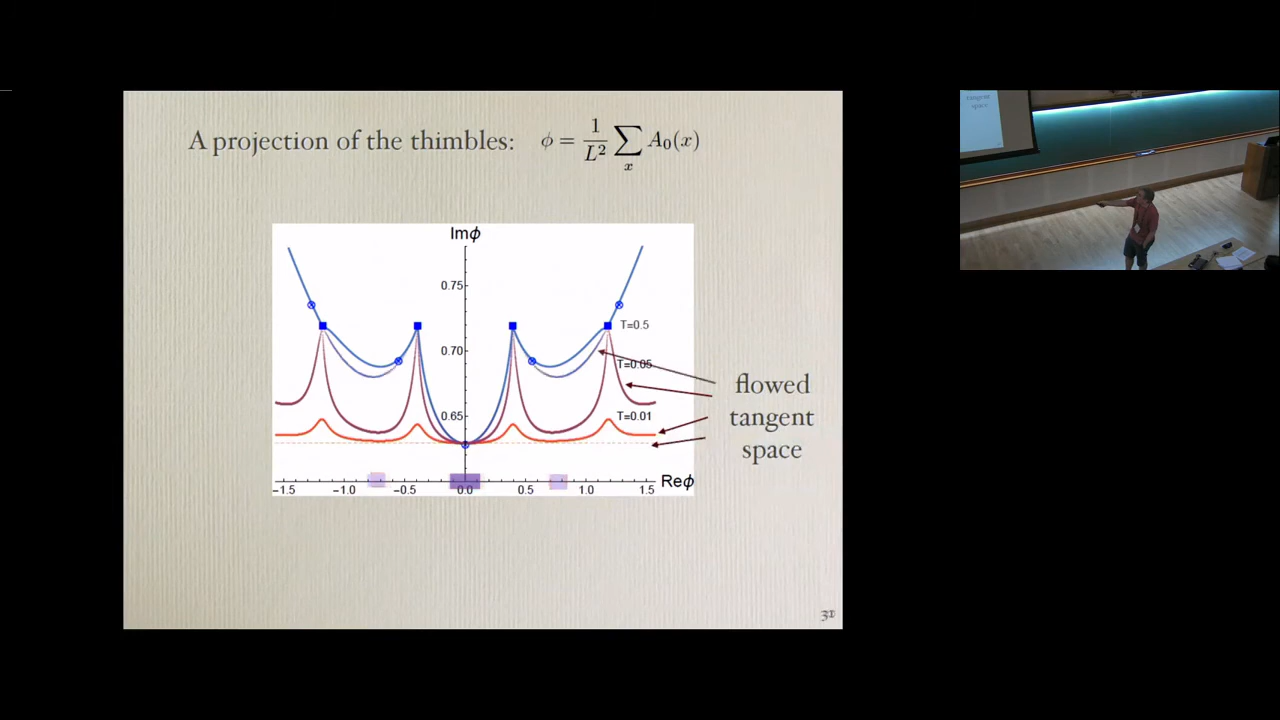 A projection of the thimbles: ϕ = 1/L² ∑ₓ A₀(x)
Imϕ
0.75
0.70
0.65
T=0.5
T=0.05
T=0.01
flowed
tangent
space
−1.5 −1.0 −0.5 0.0 0.5 1.0 1.5 Reϕ
tangent
space